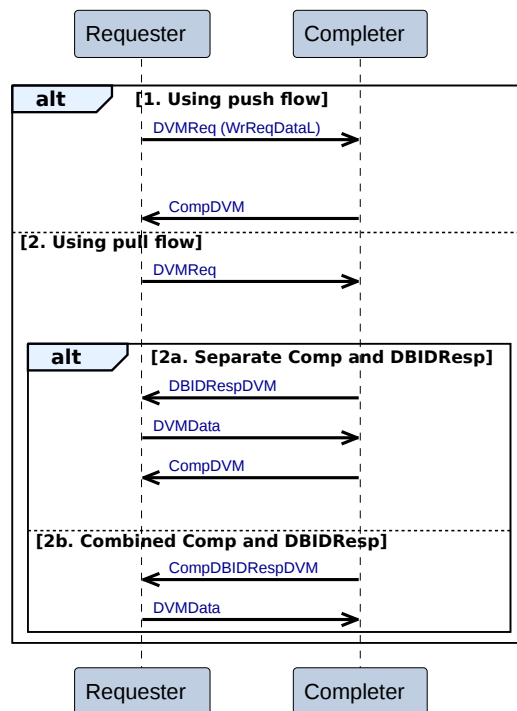 Requester Completer
alt [1. Using push flow]
DVMReq (WrReqDataL)
CompDVM
[2. Using pull flow]
DVMReq
alt [2a. Separate Comp and DBIDResp]
DBIDRespDVM
DVMData
CompDVM
[2b. Combined Comp and DBIDResp]
CompDBIDRespDVM
DVMData
Requester Completer